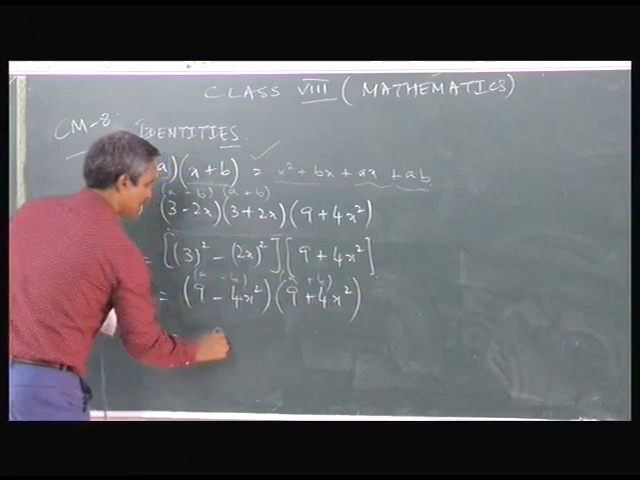 CLASS VIII (MATHEMATICS)
CM-8: IDENTITIES.
a)(x+b) = x² + bx + ax + ab
(a - b) (a + b)
(3 - 2x)(3 + 2x)(9 + 4x²)
= [(3)² - (2x)²][9 + 4x²]
(a - b) (a + b)
= (9 - 4x²)(9 + 4x²)